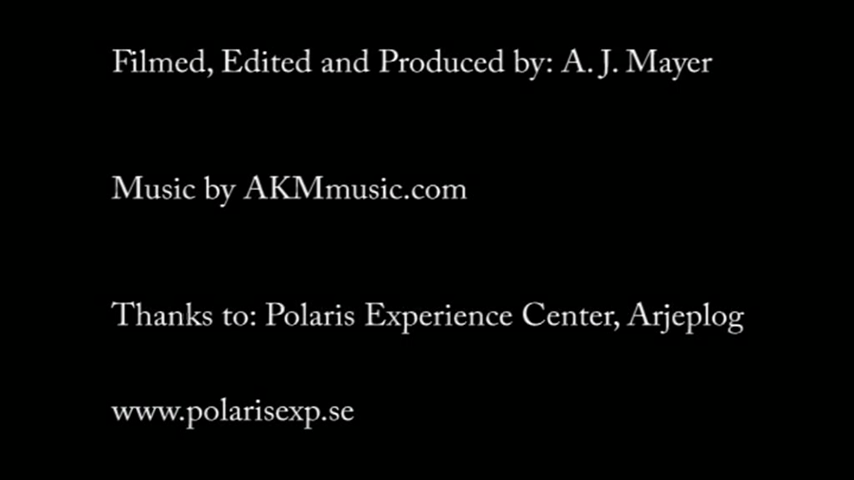 Filmed, Edited and Produced by: A. J. Mayer
Music by AKMmusic.com
Thanks to: Polaris Experience Center, Arjeplog
www.polarisexp.se